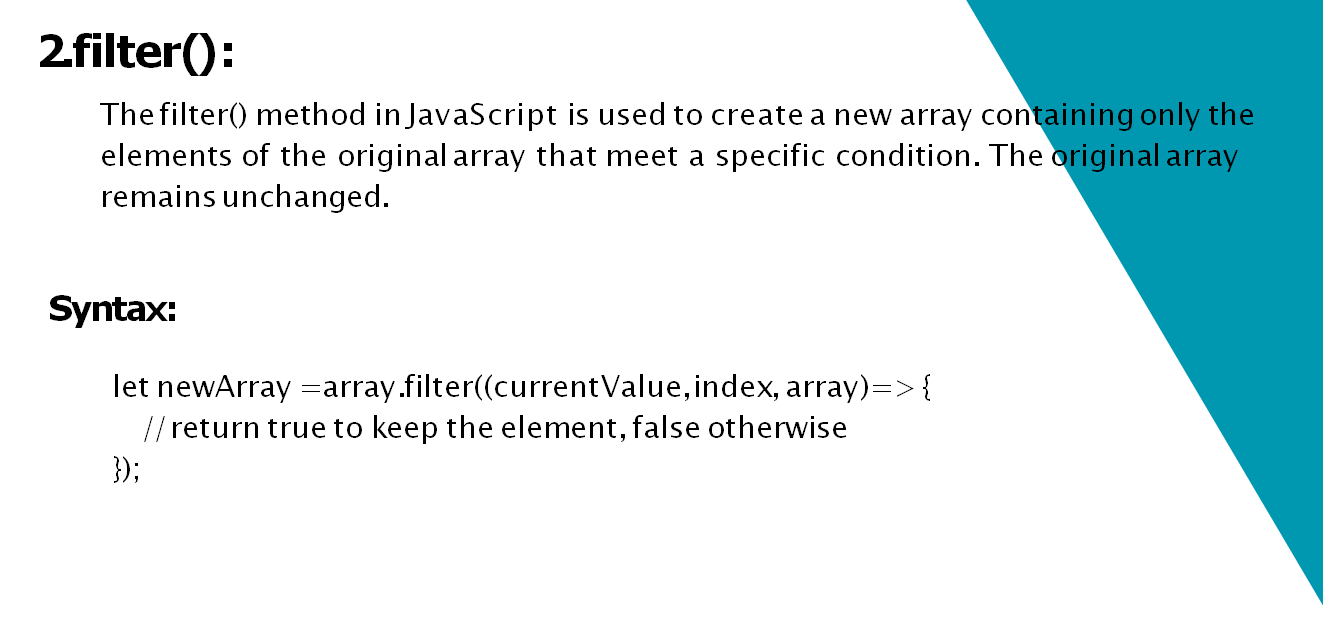 2.filter():
The filter() method in JavaScript is used to create a new array containing only the
elements of the original array that meet a specific condition. The original array
remains unchanged.
Syntax:
let newArray =array.filter((currentValue,index, array)=> {
// return true to keep the element, false otherwise
});